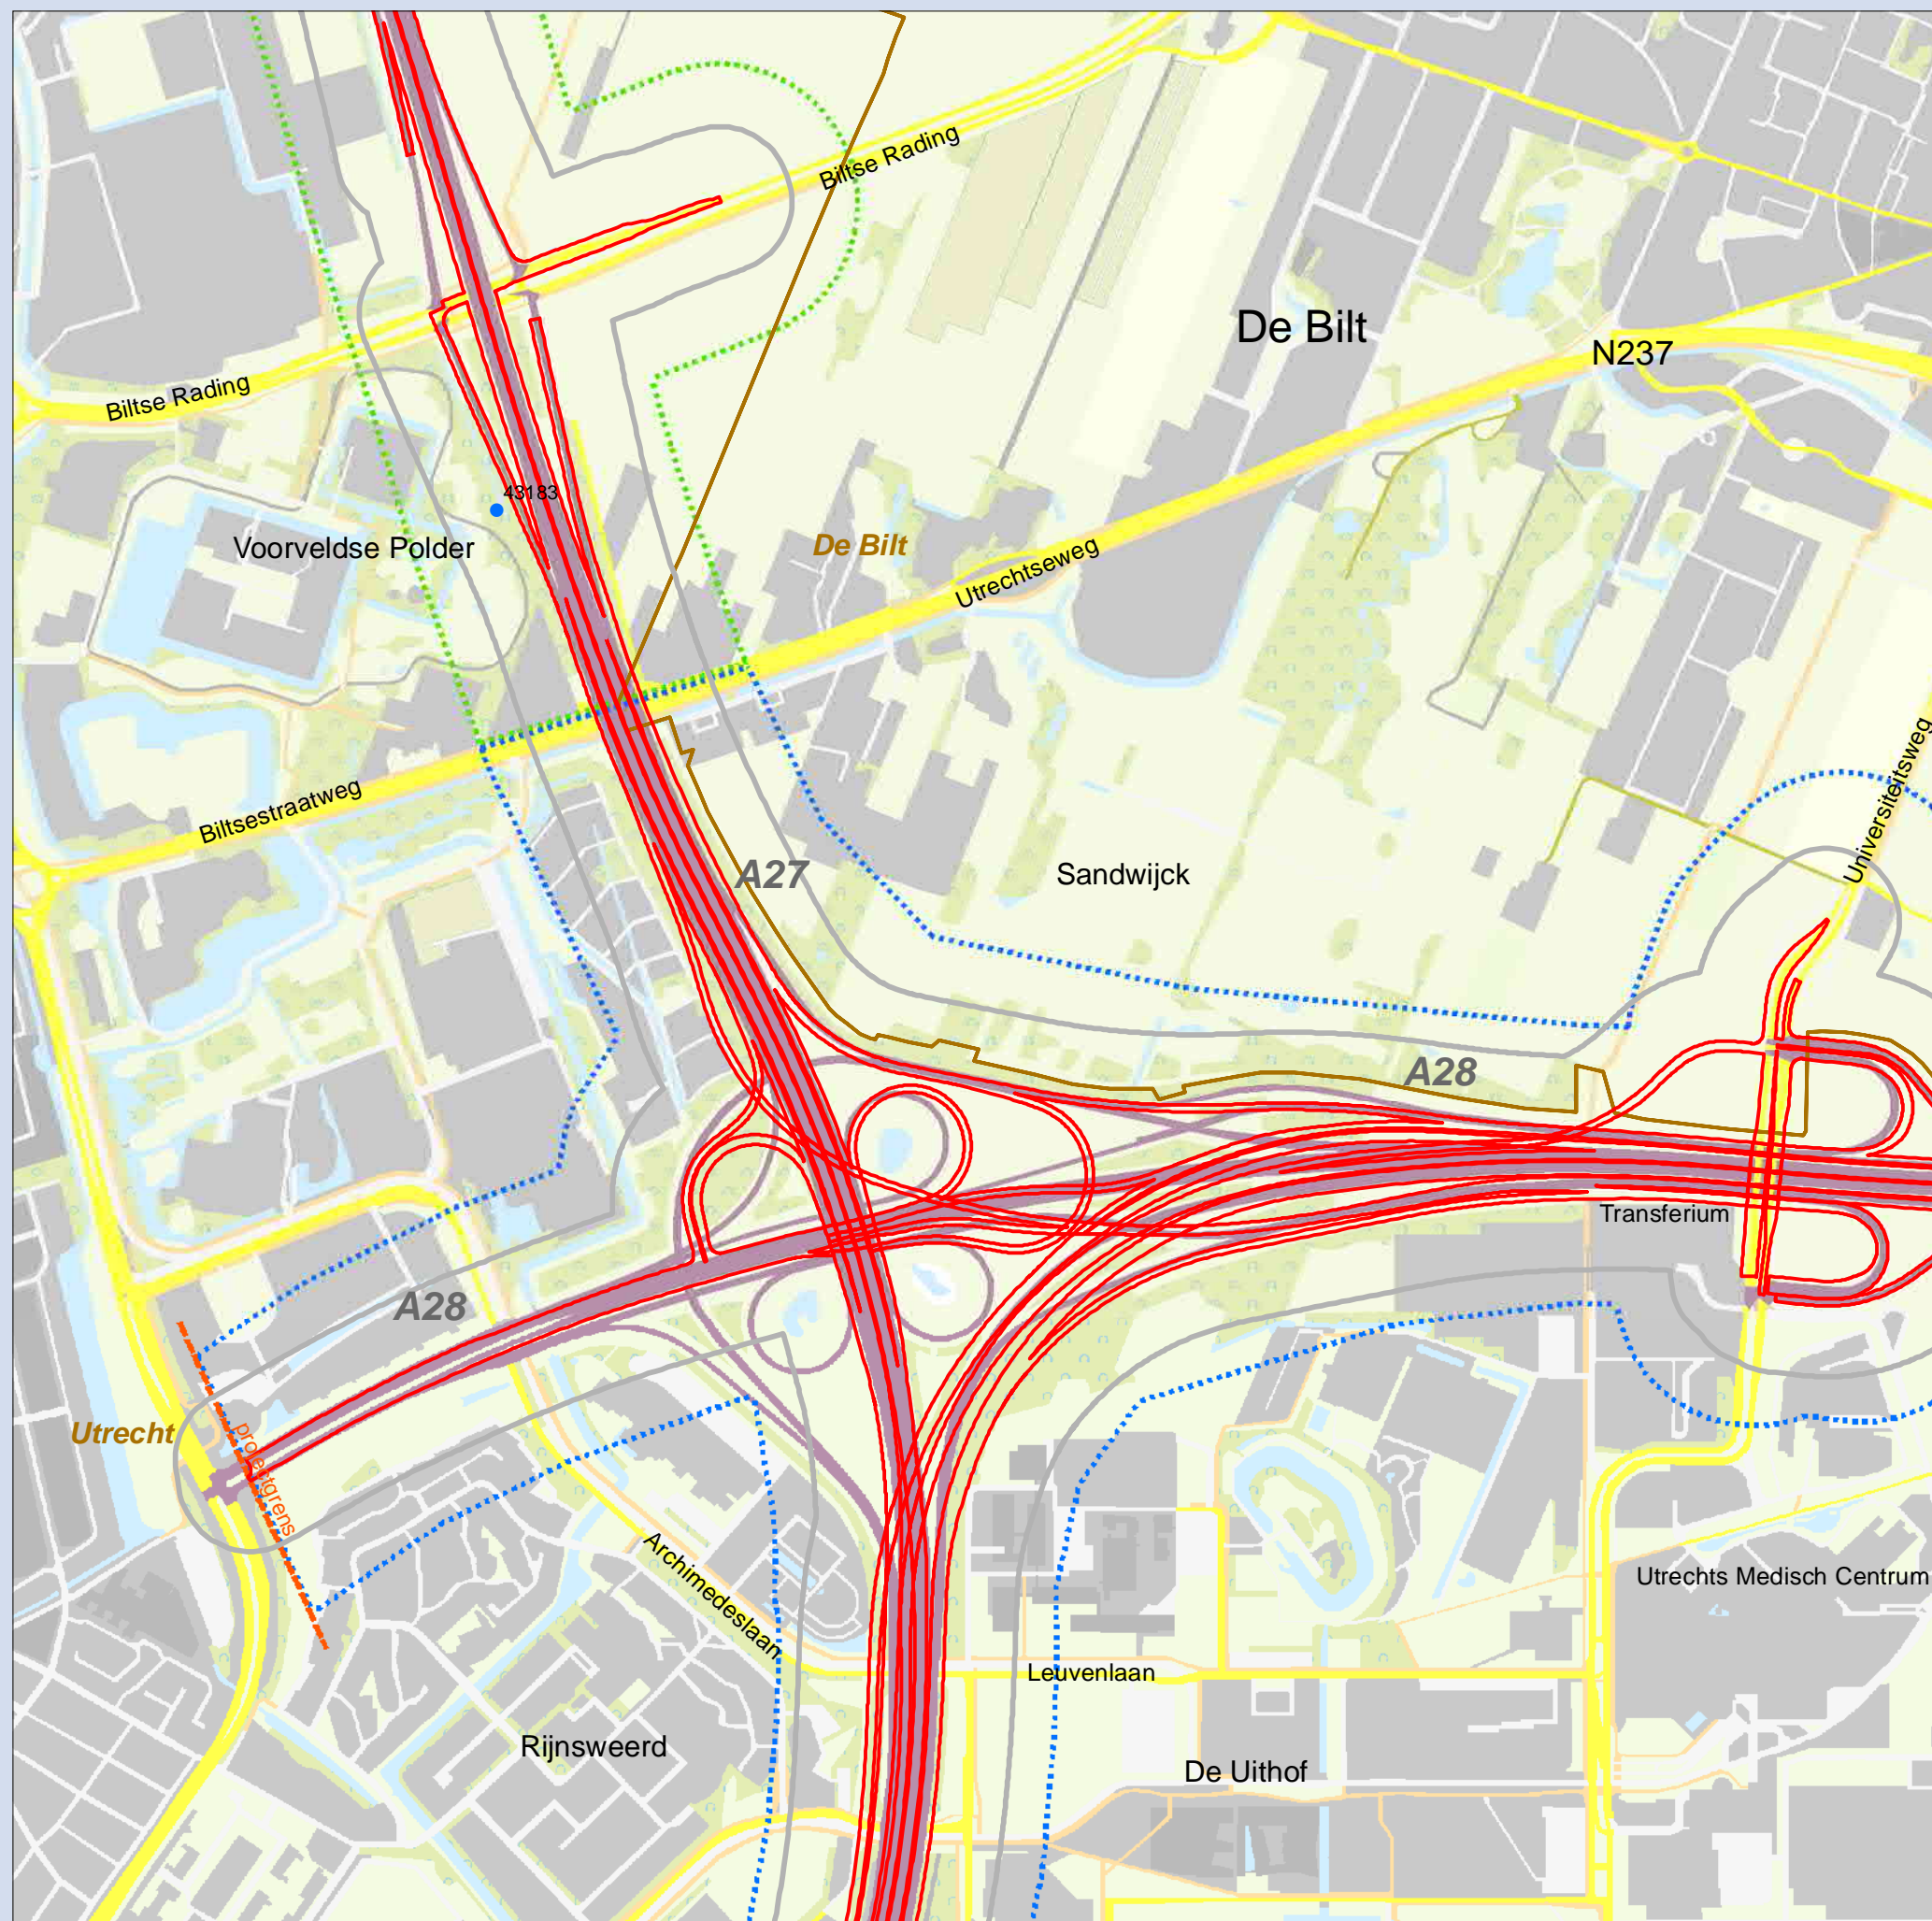 Biltse Rading
De Bilt
N237
Biltse Rading
43183
Voorveldse Polder
De Bilt
Utrechtseweg
Universiteitsweg
Biltsestraatweg
A27
Sandwijck
A28
Transferium
A28
Utrecht
projectgrens
Archimedeslaan
Utrechts Medisch Centrum
Leuvenlaan
Rijnsweerd
De Uithof